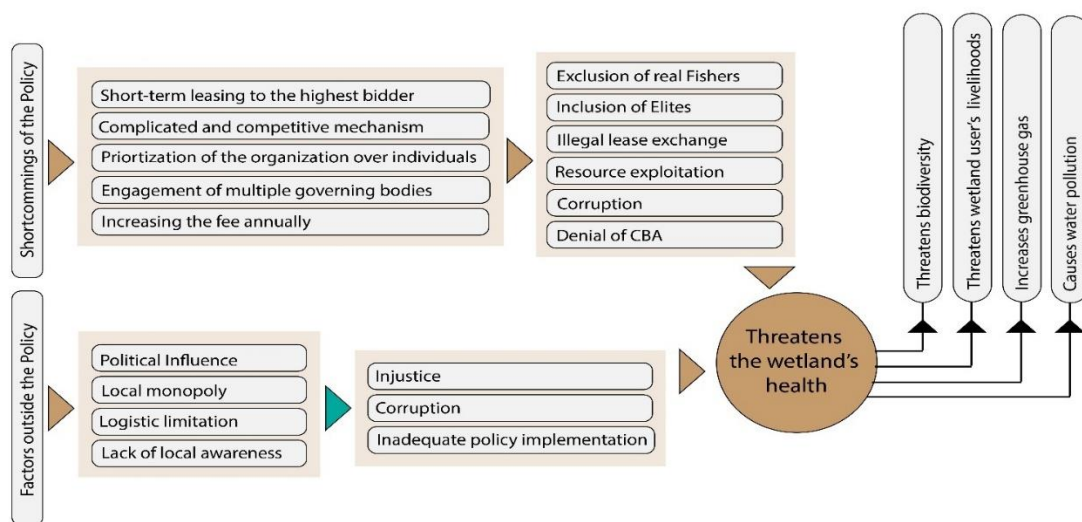 Shortcommings of the Policy
Short-term leasing to the highest bidder
Complicated and competitive mechanism
Priortization of the organization over individuals
Engagement of multiple governing bodies
Increasing the fee annually
Exclusion of real Fishers
Inclusion of Elites
Illegal lease exchange
Resource exploitation
Corruption
Denial of CBA
Factors outside the Policy
Political Influence
Local monopoly
Logistic limitation
Lack of local awareness
Injustice
Corruption
Inadequate policy implementation
Threatens
the wetland's
health
Threatens biodiversity
Threatens wetland user's livelihoods
Increases greenhouse gas
Causes water pollution